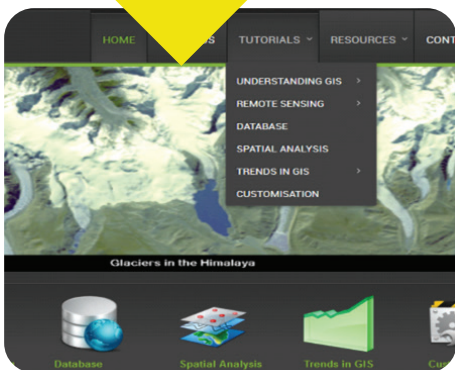 HOME TUTORIALS RESOURCES
UNDERSTANDING GIS
REMOTE SENSING
DATABASE
SPATIAL ANALYSIS
TRENDS IN GIS
CUSTOMISATION
Glaciers in the Himalaya
Database Spatial Analysis Trends in GIS